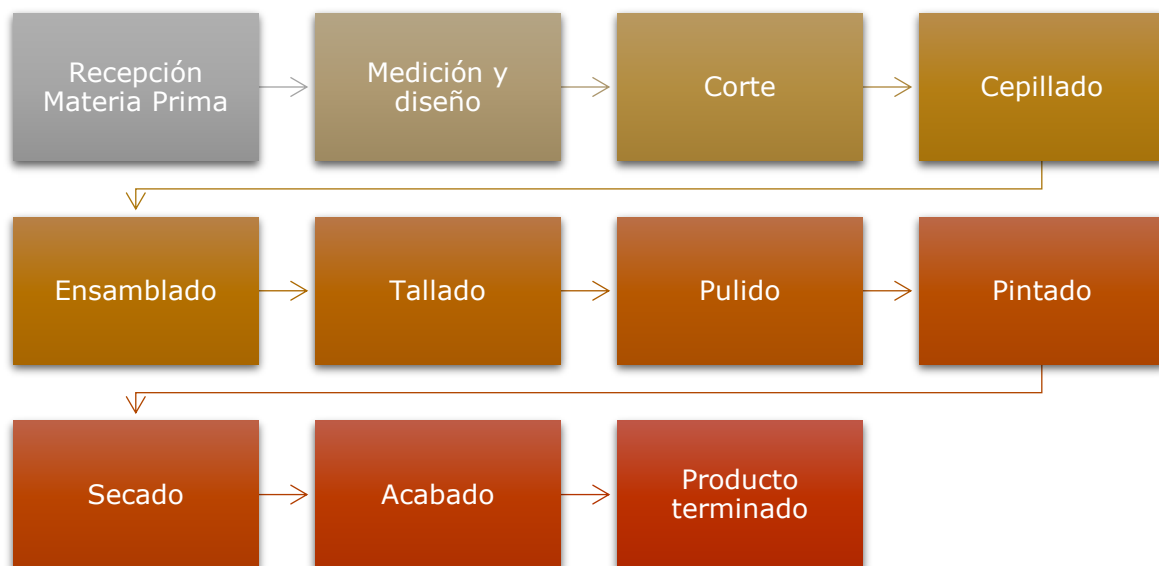 Recepción
Materia Prima
Medición y
diseño
Corte
Cepillado
Ensamblado
Tallado
Pulido
Pintado
Secado
Acabado
Producto
terminado